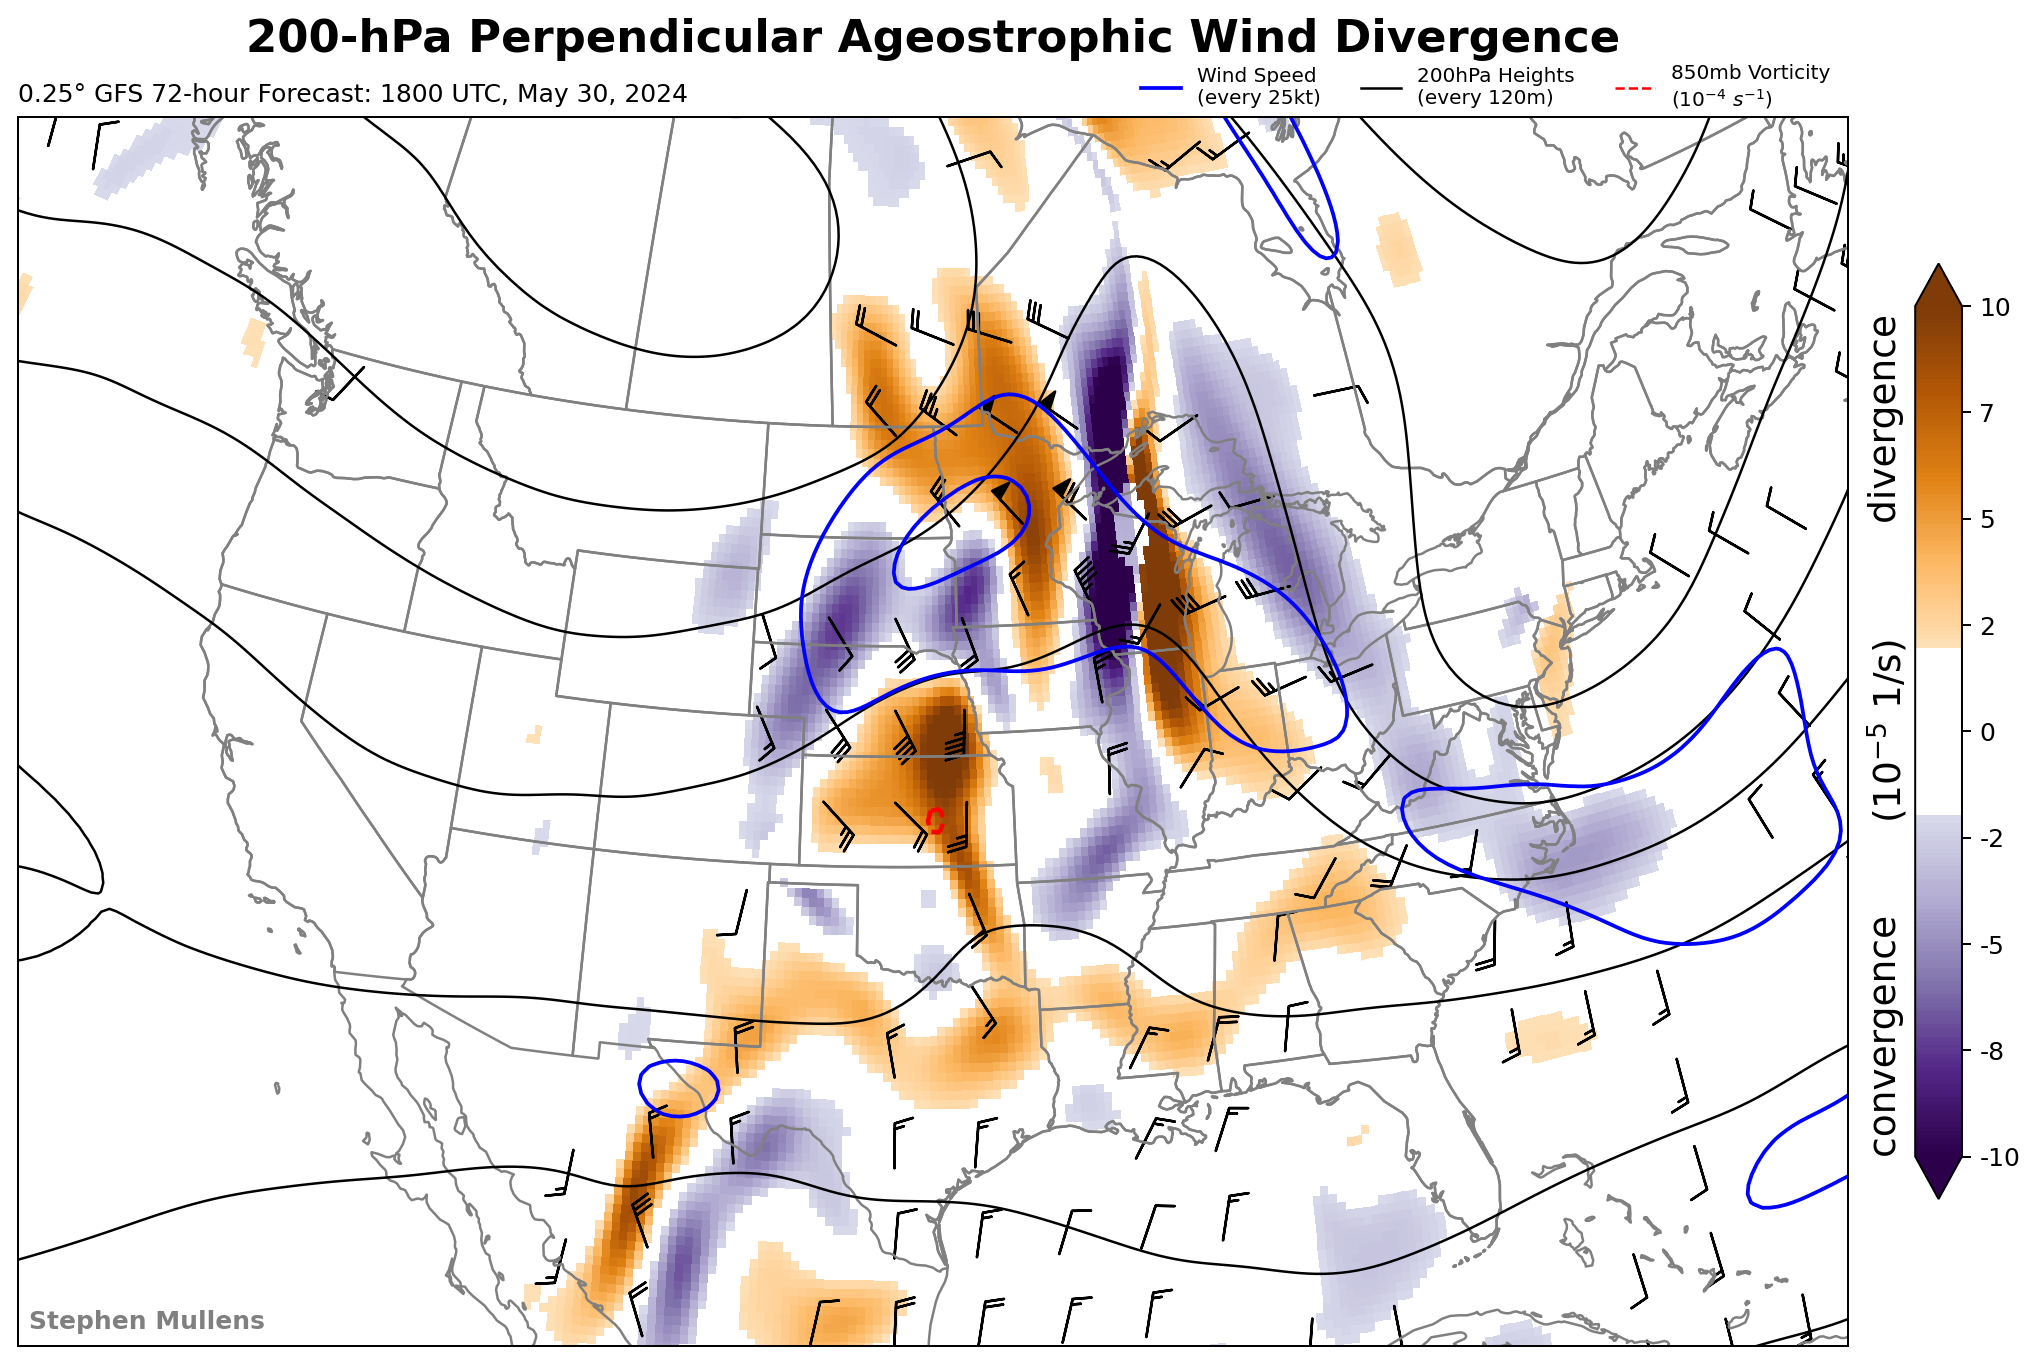 200-hPa Perpendicular Ageostrophic Wind Divergence
0.25° GFS 72-hour Forecast: 1800 UTC, May 30, 2024
Wind Speed
(every 25kt)
200hPa Heights
(every 120m)
850mb Vorticity
(10⁻⁴ s⁻¹)
10
7
5
2
0
-2
-5
-8
-10
convergence (10⁻⁵ 1/s) divergence
Stephen Mullens